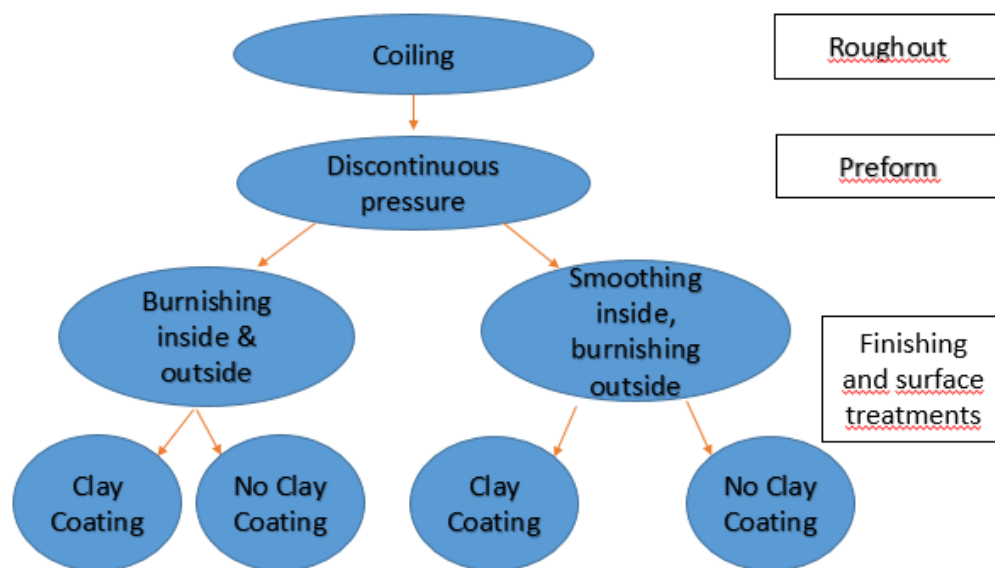 Coiling
Roughout
Discontinuous
pressure
Preform
Burnishing
inside &
outside
Smoothing
inside,
burnishing
outside
Finishing
and surface
treatments
Clay
Coating
No Clay
Coating
Clay
Coating
No Clay
Coating